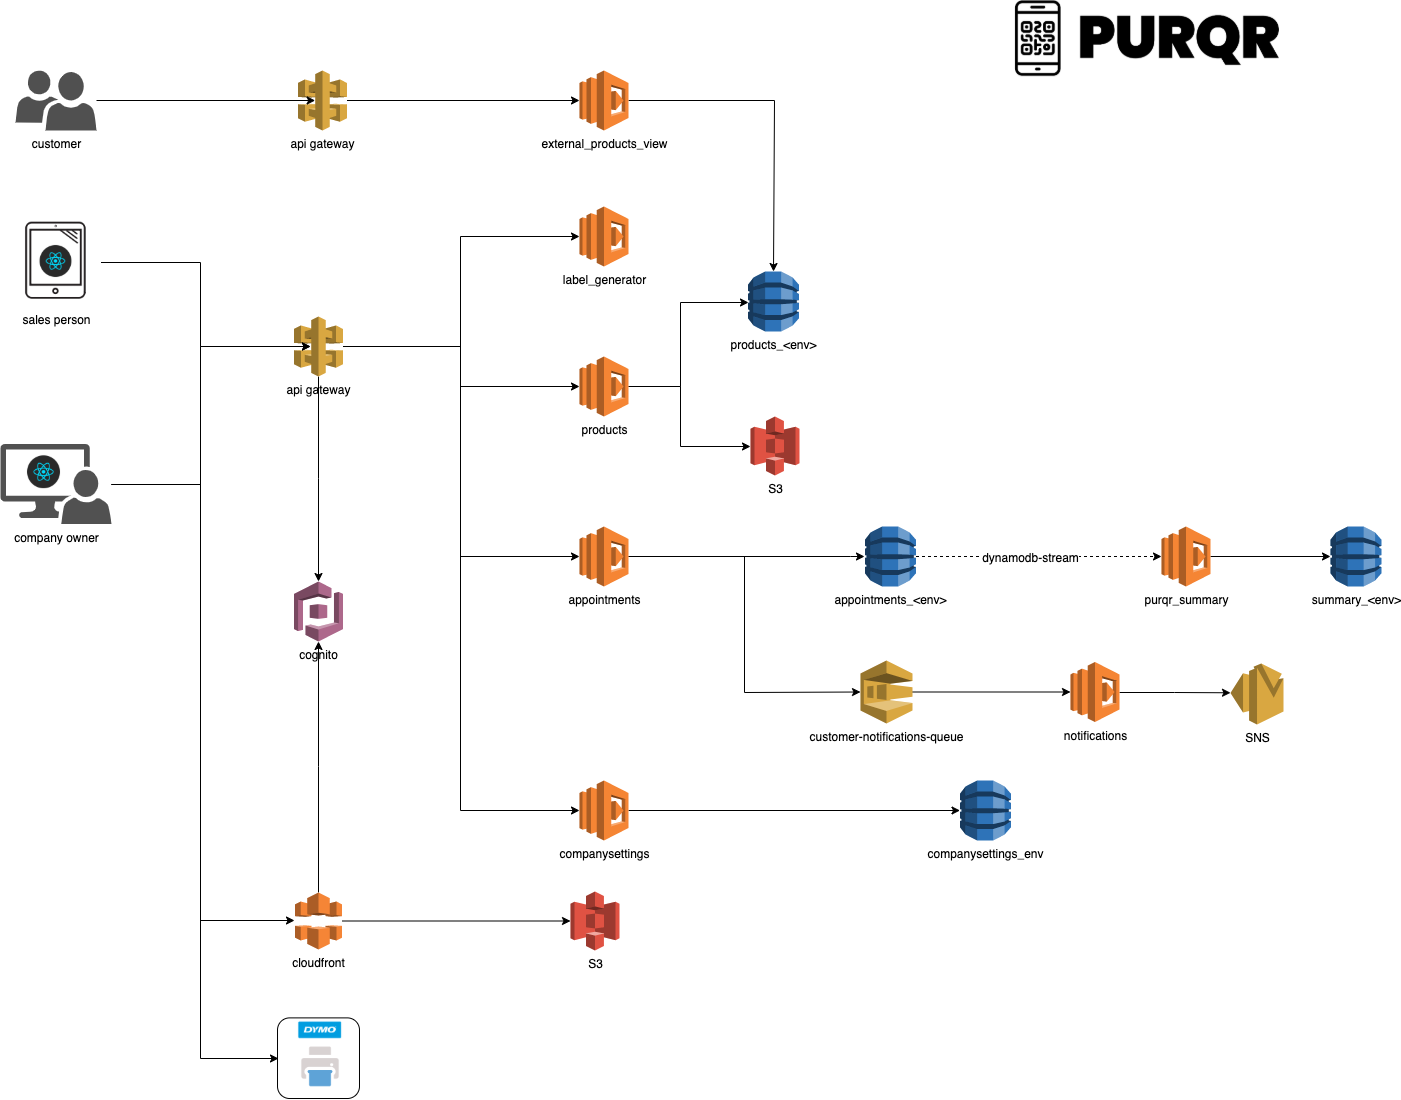 PURQR
customer
api gateway
external_products_view
label_generator
sales person
products_<env>
api gateway
products
S3
company owner
dynamodb-stream
appointments
appointments_<env>
purqr_summary
summary_<env>
cognito
customer-notifications-queue
notifications
SNS
companysettings
companysettings_env
cloudfront
S3
DYMO